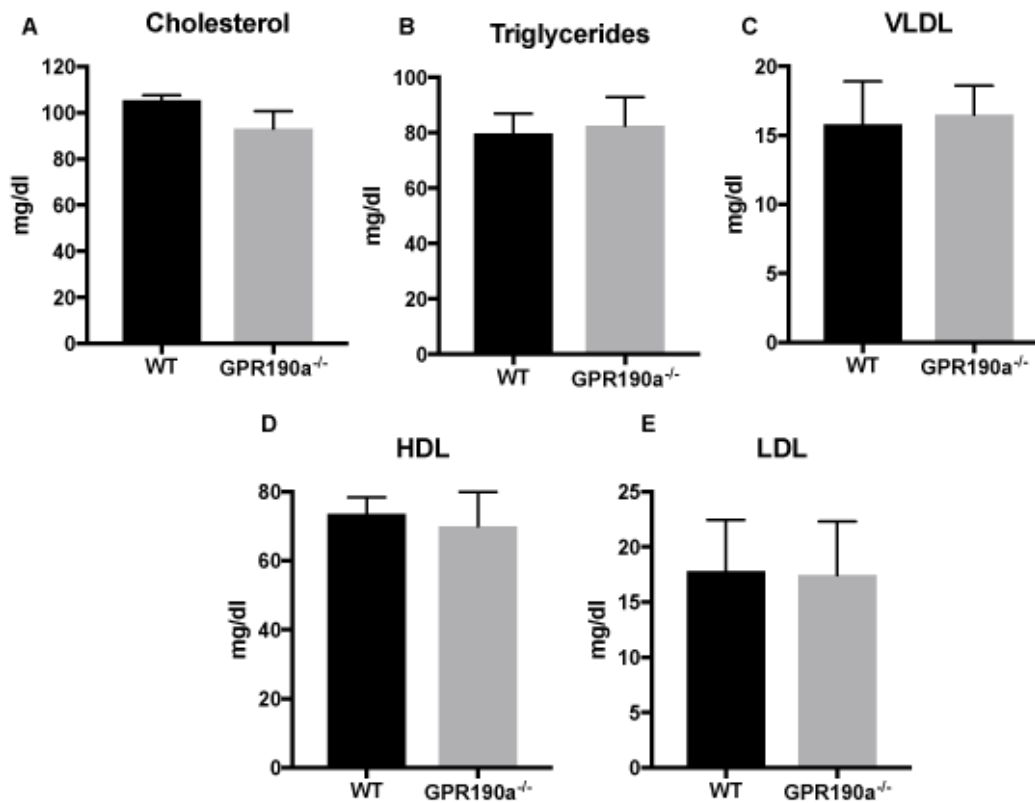 A Cholesterol
120
100
80
60
40
20
0
mg/dl
WT GPR190a-/-
B Triglycerides
100
80
60
40
20
0
mg/dl
WT GPR190a-/-
C VLDL
20
15
10
5
0
mg/dl
WT GPR190a-/-
D HDL
80
60
40
20
0
mg/dl
WT GPR190a-/-
E LDL
25
20
15
10
5
0
mg/dl
WT GPR190a-/-